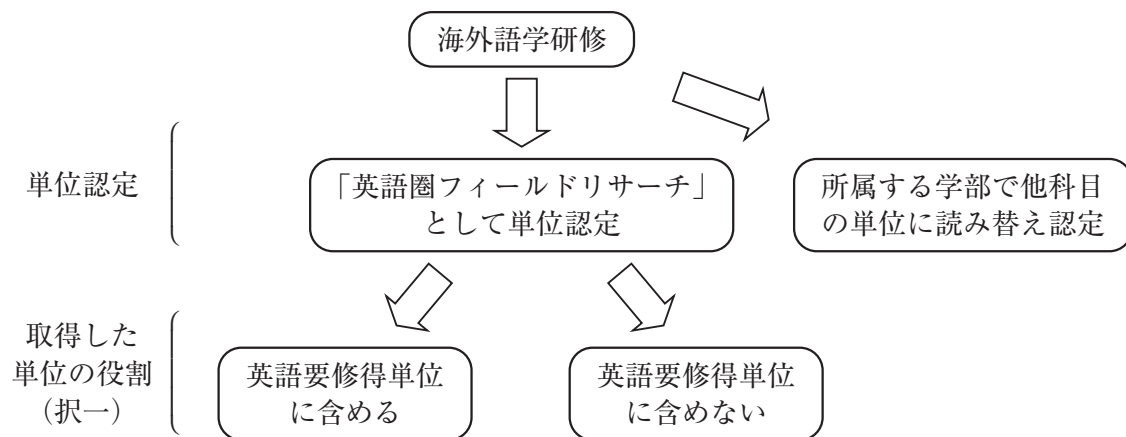 海外語学研修
単位認定
「英語圏フィールドリサーチ」
として単位認定
所属する学部で他科目
の単位に読み替え認定
取得した
単位の役割
（択一）
英語要修得単位
に含める
英語要修得単位
に含めない